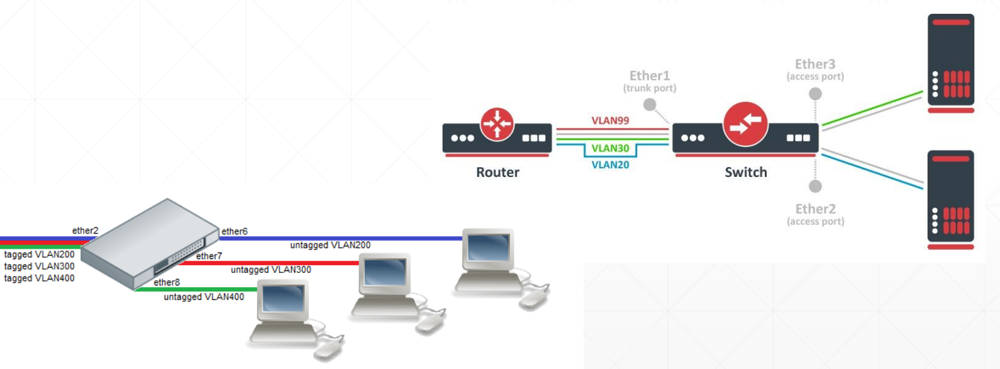 Ether3
(access port)
Ether1
(trunk port)
VLAN99
VLAN30
VLAN20
Router
Switch
Ether2
(access port)
ether2
ether6
tagged VLAN200
tagged VLAN300
tagged VLAN400
untagged VLAN200
ether7
untagged VLAN300
ether8
untagged VLAN400